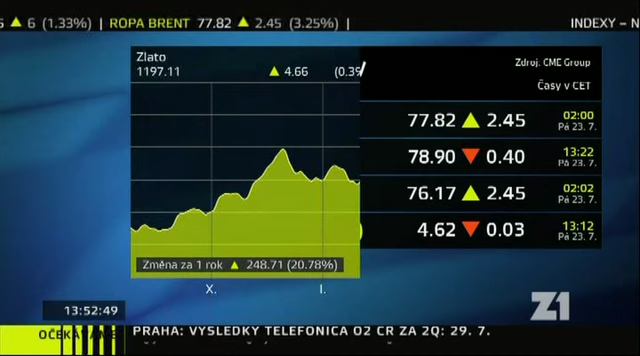 6 (1.33%) | ROPA BRENT 77.82 2.45 (3.25%) | INDEXY – N
Zlato
1197.11 4.66 (0.39
Zdroj. CME Group
Časy v CET
77.82 2.45 02:00 Pá 23. 7.
78.90 0.40 13:22 Pá 23. 7.
76.17 2.45 02:02 Pá 23. 7.
4.62 0.03 13:12 Pá 23. 7.
Změna za 1 rok 248.71 (20.78%)
X. I.
13:52:49
Z1
PRAHA: VÝSLEDKY TELEFONICA O2 ČR ZA 2Q: 29. 7.